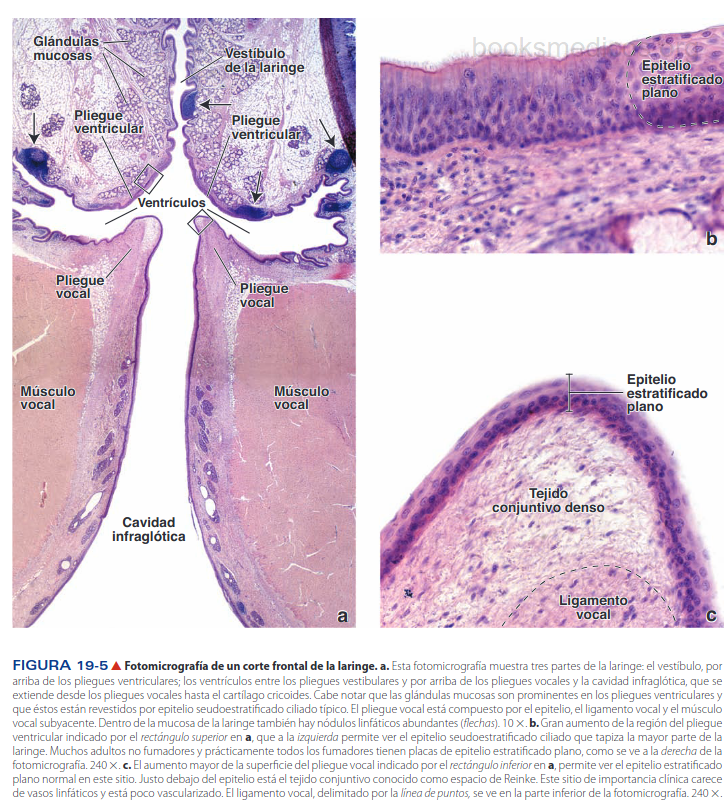 Glándulas
mucosas
Vestíbulo
de la laringe
Pliegue
ventricular
Pliegue
ventricular
Ventrículos
Pliegue
vocal
Pliegue
vocal
Músculo
vocal
Músculo
vocal
Cavidad
infraglótica
a
Epitelio
estratificado
plano
b
Epitelio
estratificado
plano
Tejido
conjuntivo denso
Ligamento
vocal
c
FIGURA 19-5 ▲ Fotomicrografía de un corte frontal de la laringe. a. Esta fotomicrografía muestra tres partes de la laringe: el vestíbulo, por
arriba de los pliegues ventriculares; los ventrículos entre los pliegues vestibulares y por arriba de los pliegues vocales y la cavidad infraglótica, que se
extiende desde los pliegues vocales hasta el cartílago cricoides. Cabe notar que las glándulas mucosas son prominentes en los pliegues ventriculares y
que éstos están revestidos por epitelio seudoestratificado ciliado típico. El pliegue vocal está compuesto por el epitelio, el ligamento vocal y el músculo
vocal subyacente. Dentro de la mucosa de la laringe también hay nódulos linfáticos abundantes (flechas). 10 ×. b. Gran aumento de la región del pliegue
ventricular indicado por el rectángulo superior en a, que a la izquierda permite ver el epitelio seudoestratificado ciliado que tapiza la mayor parte de la
laringe. Muchos adultos no fumadores y prácticamente todos los fumadores tienen placas de epitelio estratificado plano, como se ve a la derecha de la
fotomicrografía. 240 ×. c. El aumento mayor de la superficie del pliegue vocal indicado por el rectángulo inferior en a, permite ver el epitelio estratificado
plano normal en este sitio. Justo debajo del epitelio está el tejido conjuntivo conocido como espacio de Reinke. Este sitio de importancia clínica carece
de vasos linfáticos y está poco vascularizado. El ligamento vocal, delimitado por la línea de puntos, se ve en la parte inferior de la fotomicrografía. 240 ×.